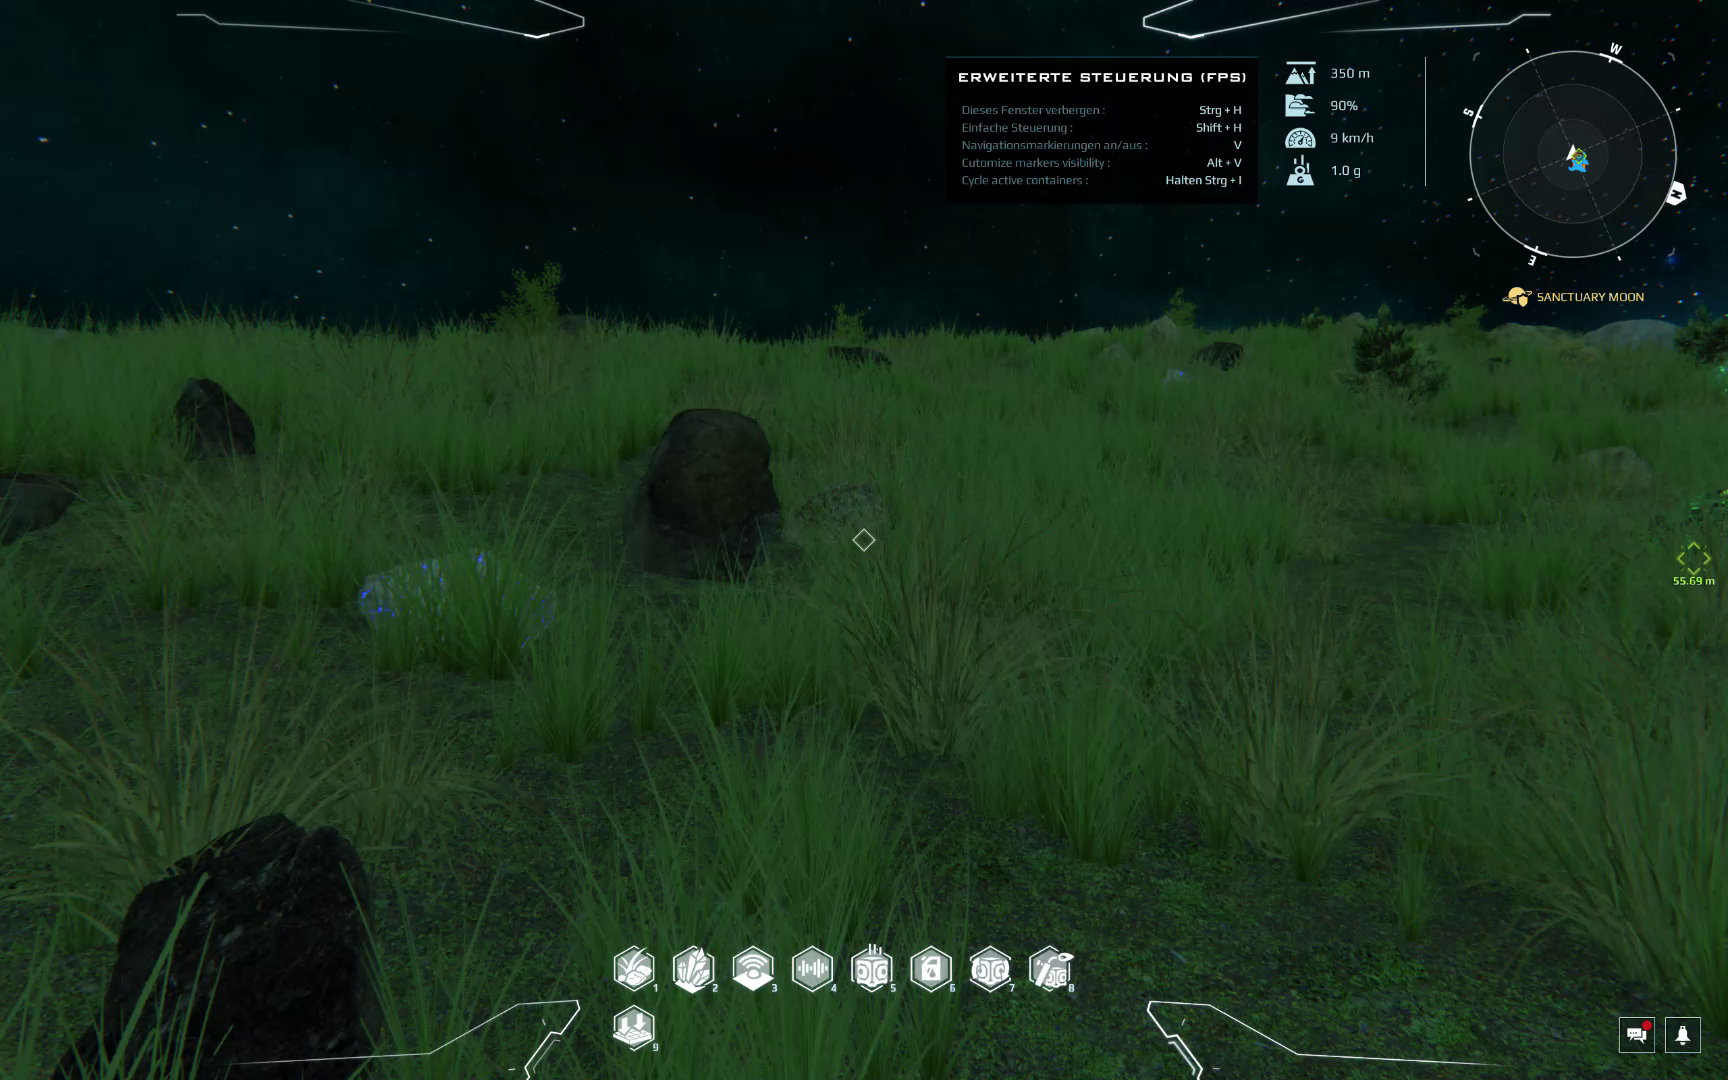 ERWEITERTE STEUERUNG (FPS)
Dieses Fenster verbergen : Strg + H
Einfache Steuerung : Shift + H
Navigationsmarkierungen an/aus : V
Cutomize markers visibility : Alt + V
Cycle active containers : Halten Strg + I
350 m
90%
9 km/h
G 1.0 g
W
S
N
E
SANCTUARY MOON
55.69 m
1 2 3 4 5 6 7 8
9